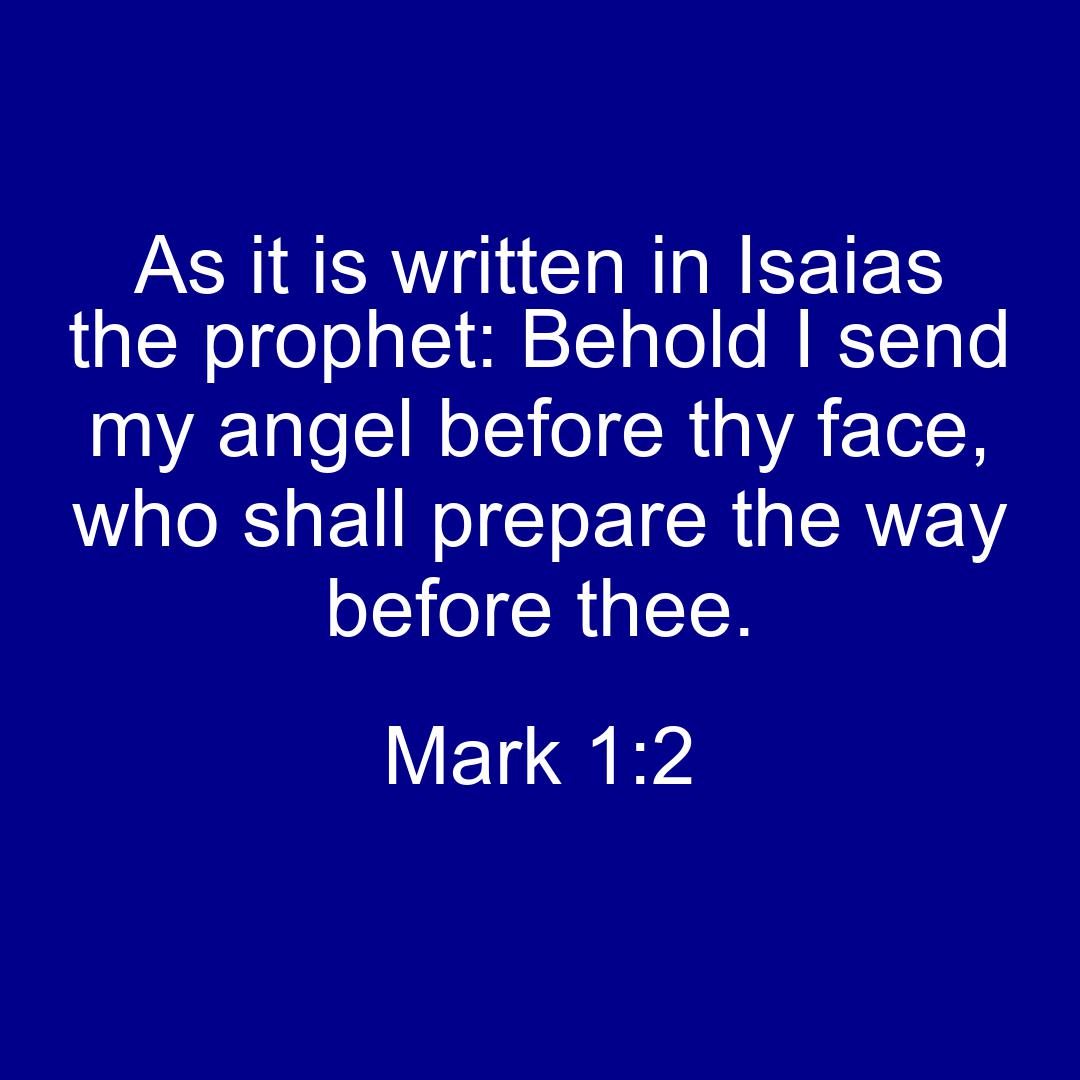 As it is written in Isaias
the prophet: Behold I send
my angel before thy face,
who shall prepare the way
before thee.
Mark 1:2